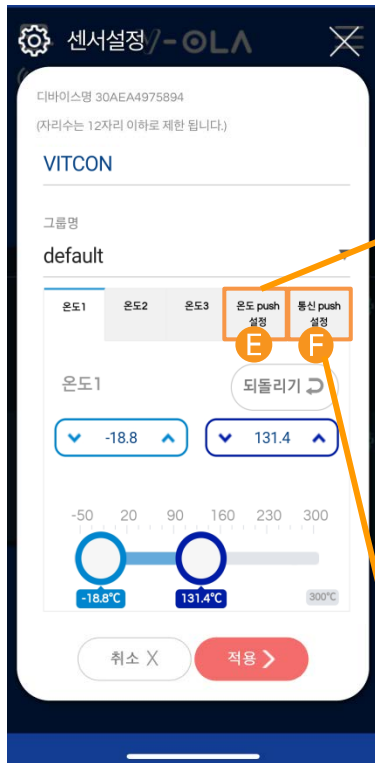 센서설정
-OLA
디바이스명 30AEA4975894
(자리수는 12자리 이하로 제한 됩니다.)
VITCON
그룹명
default
온도1 온도2 온도3 온도 push 통신 push
설정 설정
E F
온도1 되돌리기
-18.8 131.4
-50 20 90 160 230 300
-18.8°C 131.4°C 300°C
취소 X 적용